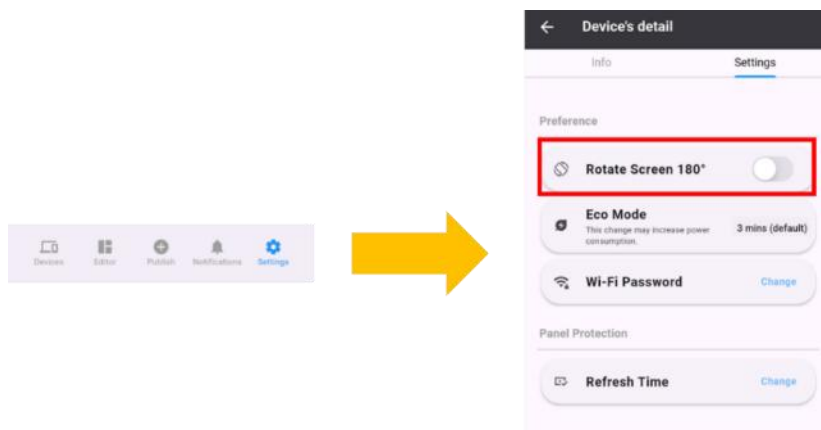 Devices Editor Publish Notifications Settings
Device's detail
Info Settings
Preference
Rotate Screen 180°
Eco Mode
This change may increase power
consumption.
3 mins (default)
Wi-Fi Password Change
Panel Protection
Refresh Time Change